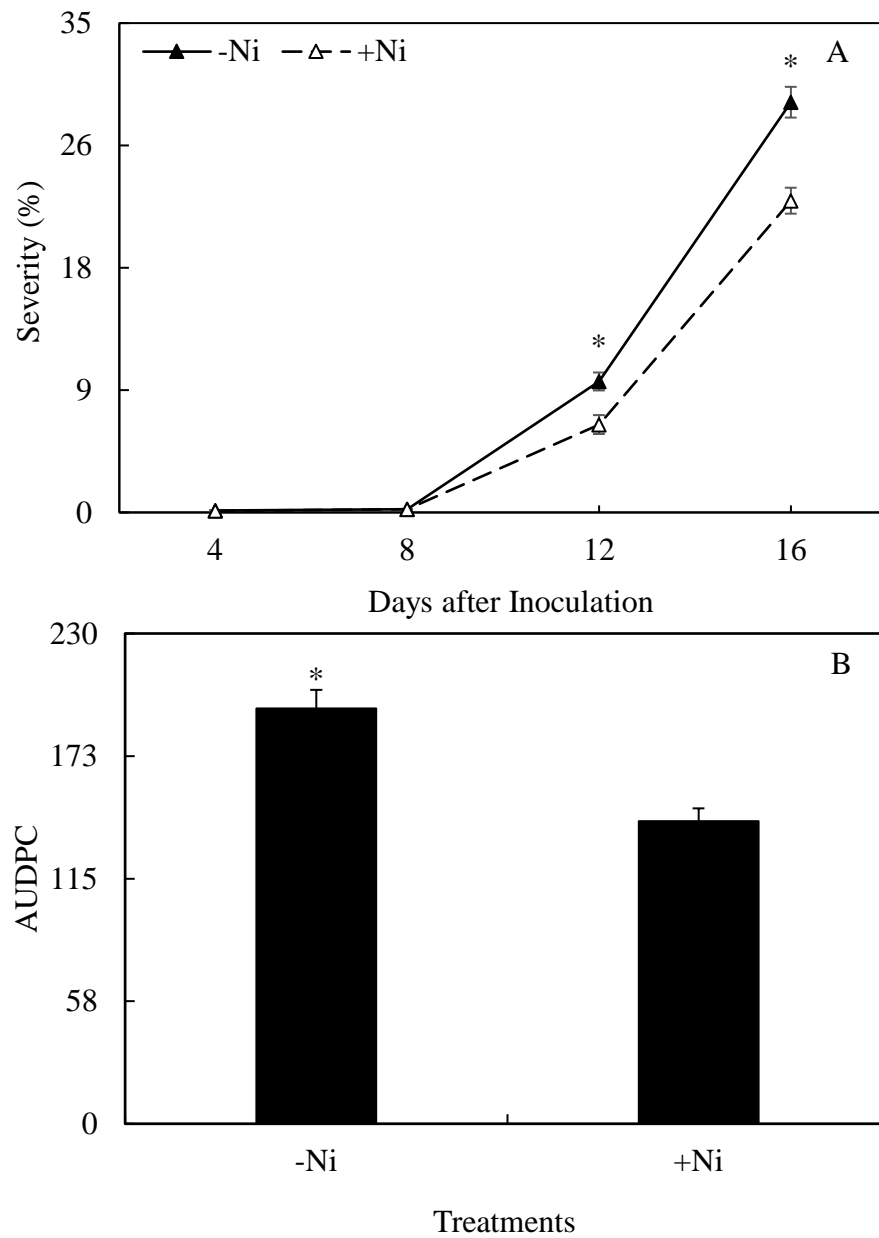 35
-Ni +Ni
*
A
26
Severity (%)
18
*
9
0
4 8 12 16
Days after Inoculation
230
B
*
173
AUDPC
115
58
0
-Ni +Ni
Treatments